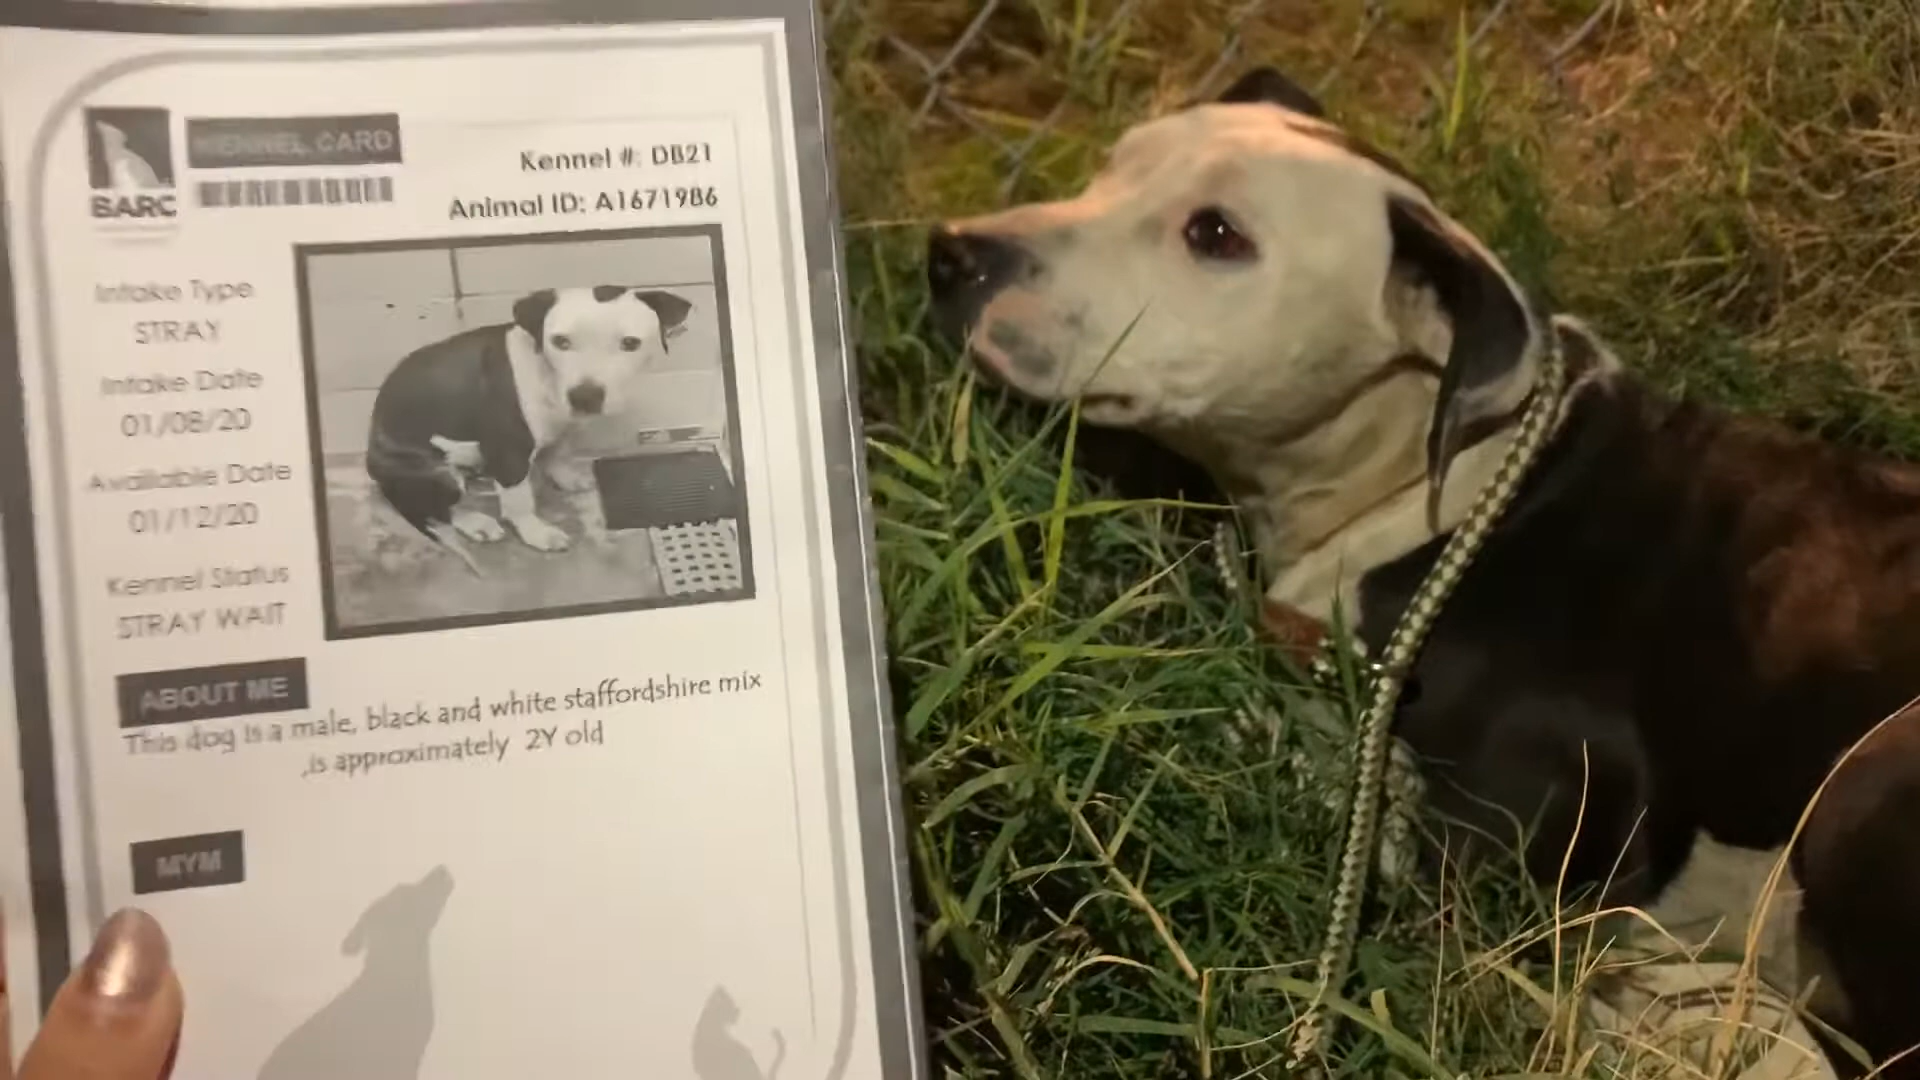 KENNEL CARD
BARC
Kennel #: DB21
Animal ID: A1671986
Intake Type
STRAY
Intake Date
01/08/20
Available Date
01/12/20
Kennel Status
STRAY WAIT
ABOUT ME
This dog is a male, black and white staffordshire mix
,is approximately 2Y old
MYM